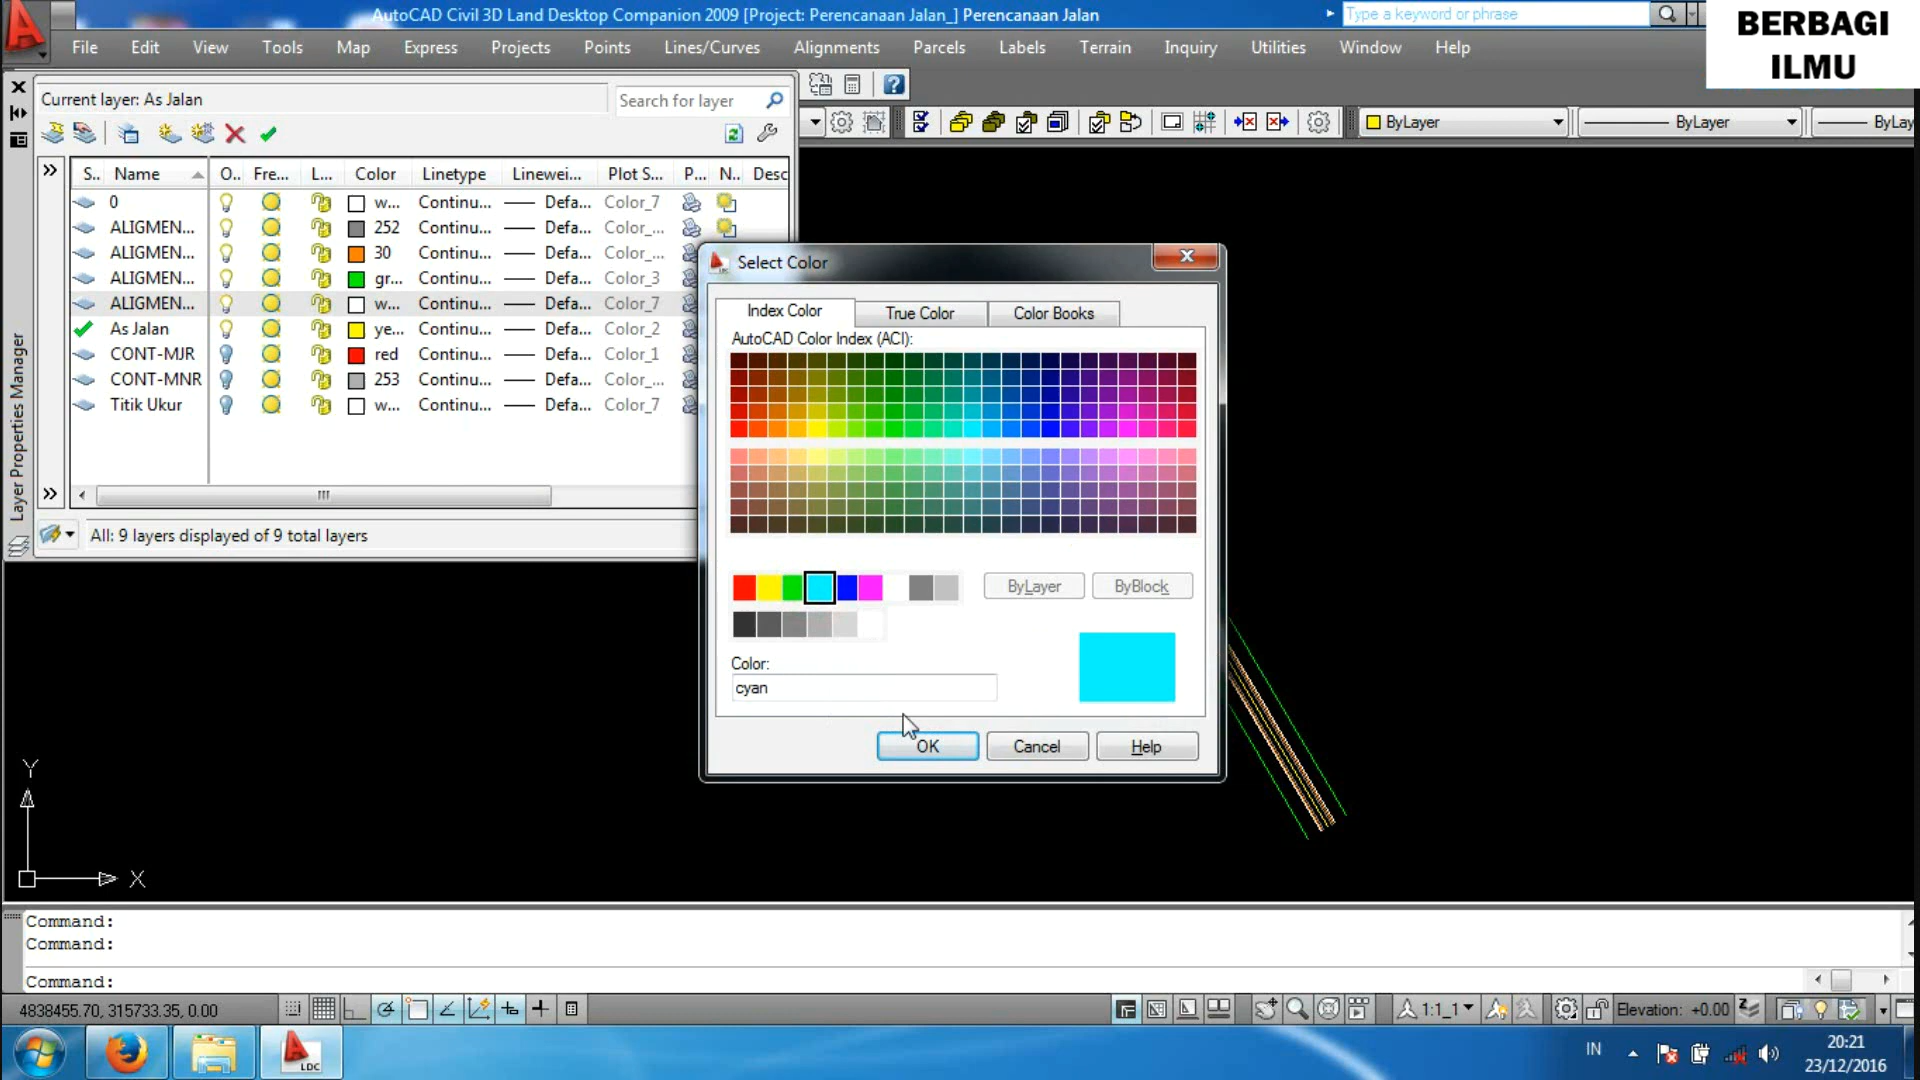 AutoCAD Civil 3D Land Desktop Companion 2009 [Project: Perencanaan Jalan_] Perencanaan Jalan
Type a keyword or phrase
BERBAGI
ILMU
File Edit View Tools Map Express Projects Points Lines/Curves Alignments Parcels Labels Terrain Inquiry Utilities Window Help
Current layer: As Jalan
Search for layer
ByLayer
ByLayer
ByLay
S.. Name O.. Fre... L... Color Linetype Linewei... Plot S... P... N.. Desc
0 w... Continu... Defa... Color_7
ALIGMEN... 252 Continu... Defa... Color_...
ALIGMEN... 30 Continu... Defa... Color_...
ALIGMEN... gr... Continu... Defa... Color_3
ALIGMEN... w... Continu... Defa... Color_7
As Jalan ye... Continu... Defa... Color_2
CONT-MJR red Continu... Defa... Color_1
CONT-MNR 253 Continu... Defa... Color_...
Titik Ukur w... Continu... Defa... Color_7
All: 9 layers displayed of 9 total layers
Layer Properties Manager
Select Color
Index Color True Color Color Books
AutoCAD Color Index (ACI):
ByLayer ByBlock
Color:
cyan
OK Cancel Help
Y
X
Command:
Command:
Command:
4838455.70, 315733.35, 0.00
1:1_1
Elevation: +0.00
LDC
IN
20:21
23/12/2016